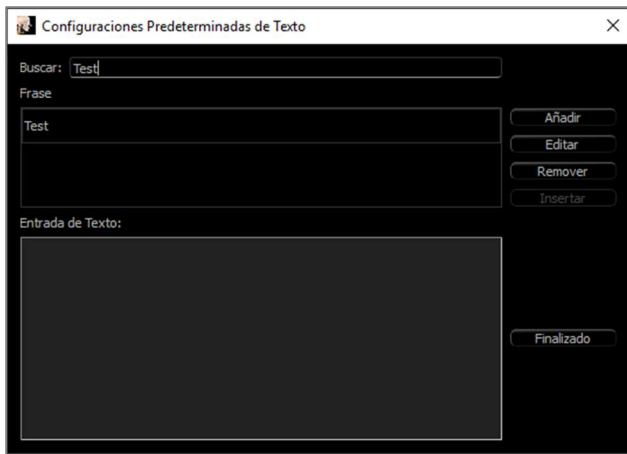 Configuraciones Predeterminadas de Texto
Buscar: Test
Frase
Test
Añadir
Editar
Remover
Insertar
Entrada de Texto:
Finalizado